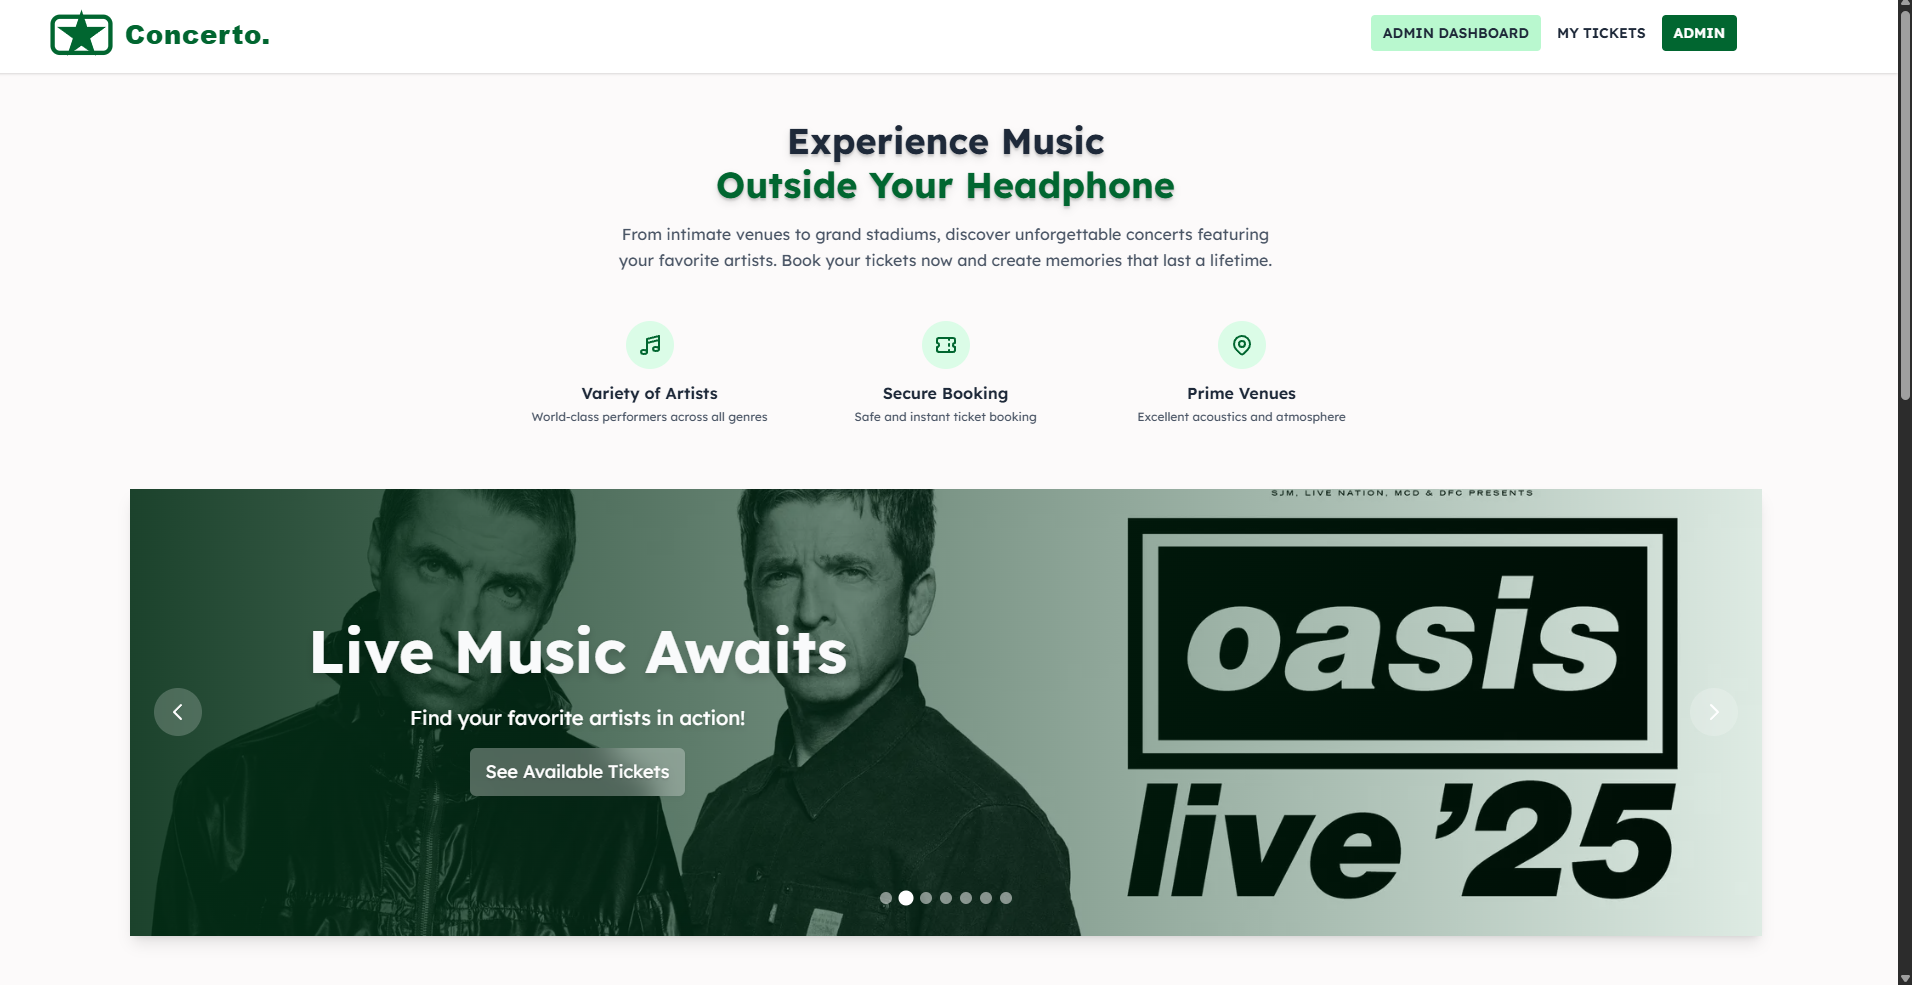 Concerto.
ADMIN DASHBOARD
MY TICKETS
ADMIN
Experience Music
Outside Your Headphone
From intimate venues to grand stadiums, discover unforgettable concerts featuring
your favorite artists. Book your tickets now and create memories that last a lifetime.
Variety of Artists
World-class performers across all genres
Secure Booking
Safe and instant ticket booking
Prime Venues
Excellent acoustics and atmosphere
SJM, LIVE NATION, MCD & DFC PRESENTS
oasis
live ’25
Live Music Awaits
Find your favorite artists in action!
See Available Tickets